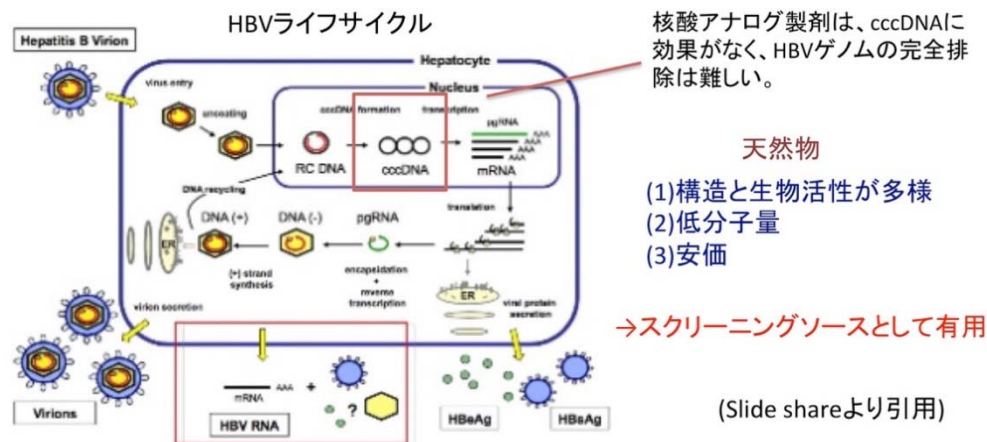 HBVライフサイクル
Hepatitis B Virion
Hepatocyte
Nucleus
virus entry
uncoating
cccDNA formation
transcription
pgRNA
AAA
AAA
AAA
AAA
RC DNA
cccDNA
mRNA
DNA recycling
translation
DNA (+)
DNA (-)
pgRNA
ER
(+) strand
synthesis
encapsidation
+
reverse
transcription
ER
virion secretion
viral protein
secretion
AAA
+
mRNA
?
HBV RNA
Virions
HBeAg
HBsAg
核酸アナログ製剤は、cccDNAに
効果がなく、HBVゲノムの完全排
除は難しい。
天然物
(1)構造と生物活性が多様
(2)低分子量
(3)安価
→スクリーニングソースとして有用
(Slide shareより引用)